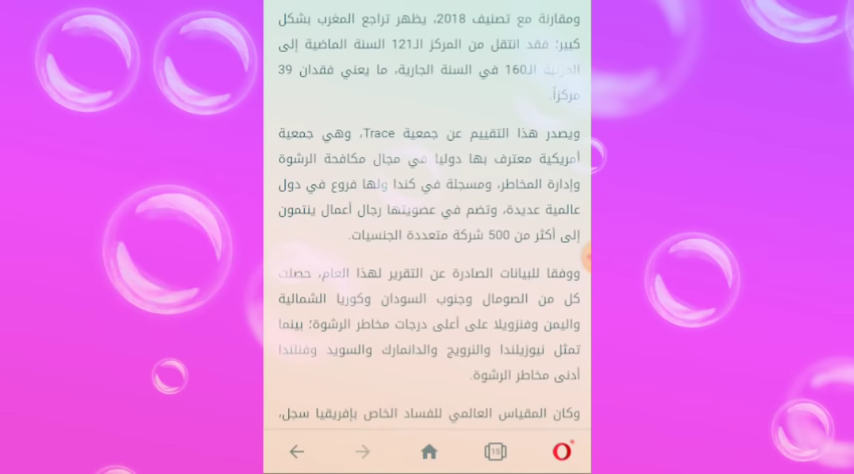 ومقارنة مع تصنيف 2018، يظهر تراجع المغرب بشكل
كبير؛ فقد انتقل من المركز الـ121 السنة الماضية إلى
المرتبة الـ160 في السنة الجارية، ما يعني فقدان 39
مركزاً.
ويصدر هذا التقييم عن جمعية Trace، وهي جمعية
أمريكية معترف بها دوليا في مجال مكافحة الرشوة
وإدارة المخاطر، ومسجلة في كندا ولها فروع في دول
عالمية عديدة، وتضم في عضويتها رجال أعمال ينتمون
إلى أكثر من 500 شركة متعددة الجنسيات.
ووفقا للبيانات الصادرة عن التقرير لهذا العام، حصلت
كل من الصومال وجنوب السودان وكوريا الشمالية
واليمن وفنزويلا على أعلى درجات مخاطر الرشوة؛ بينما
تمثل نيوزيلندا والنرويج والدانمارك والسويد وفنلندا
أدنى مخاطر الرشوة.
وكان المقياس العالمي للفساد الخاص بإفريقيا سجل،
15